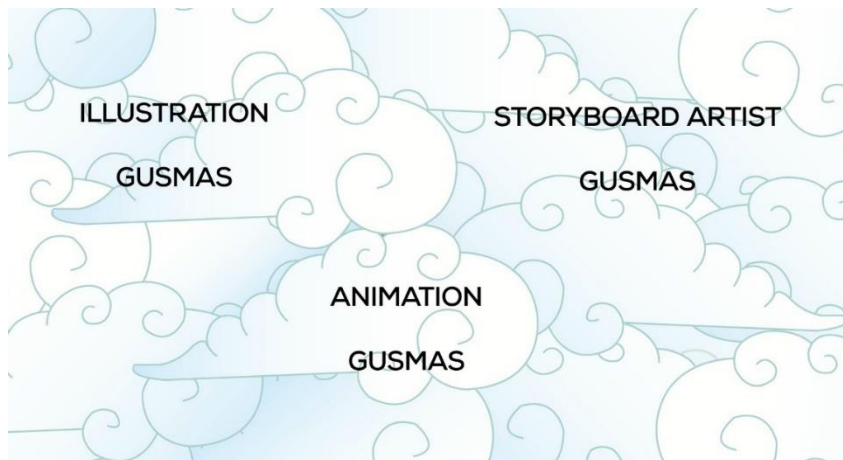 ILLUSTRATION
GUSMAS
STORYBOARD ARTIST
GUSMAS
ANIMATION
GUSMAS